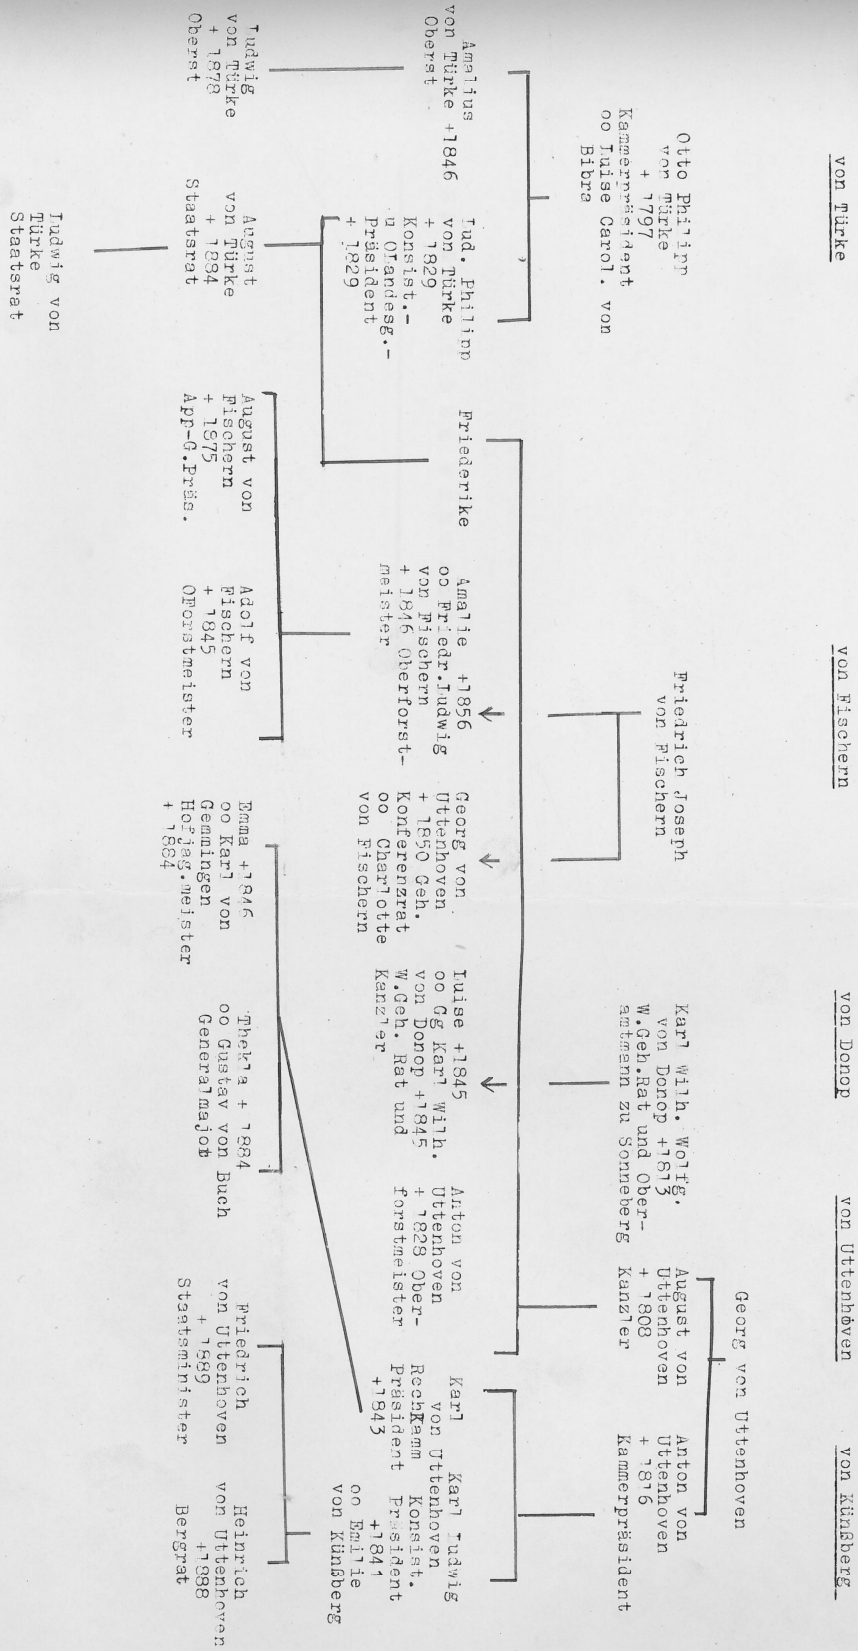 von Türke
von Fischern
von Donop
von Uttenhöven
von Künßberg
Georg von Uttenhoven
Otto Philipp
von Türke
+ 1797
Kammerpräsident
oo Luise Carol. von
Bibra
Friedrich Joseph
von Fischern
Karl Wilh. Wolfg.
von Donop +1813
W.Geh.Rat und Ober-
amtmann zu Sonneberg
August von
Uttenhoven
+ 1808
Kanzler
Anton von
Uttenhoven
+ 1816
Kammerpräsident
Amalius
von Türke +1846
Oberst
Lud. Philipp
von Türke
+ 1829
Konsist.-
u Olandesg.-
Präsident
+ 1829
Friederike
Amalie +1856
oo Friedr.Ludwig
von Fischern
+ 1846 Oberforst-
meister
Georg von
Uttenhoven
+ 1850 Geh.
Konferenzrat
oo Charlotte
von Fischern
Luise +1845
oo Gg Karl Wilh.
von Donop +1845
W.Geh. Rat und
Kanzler
Anton von
Uttenhoven
+ 1828 Ober-
forstmeister
Karl Karl Ludwig
von Uttenhoven
RechKamm Konsist.
Präsident Präsident
+1843 +1841
oo Emilie
von Künßberg
Ludwig
von Türke
+ 1878
Oberst
August
von Türke
+ 1884
Staatsrat
August von
Fischern
+ 1875
App-G.Präs.
Adolf von
Fischern
+ 1845
OForstmeister
Emma +1846
oo Karl von
Gemmingen
Hofjag.meister
+ 1884
Thekla + 1884
oo Gustav von Buch
Generalmajor
Friedrich
von Uttenhoven
+ 1889
Staatsminister
Heinrich
von Uttenhoven
+1888
Bergrat
Ludwig von
Türke
Staatsrat